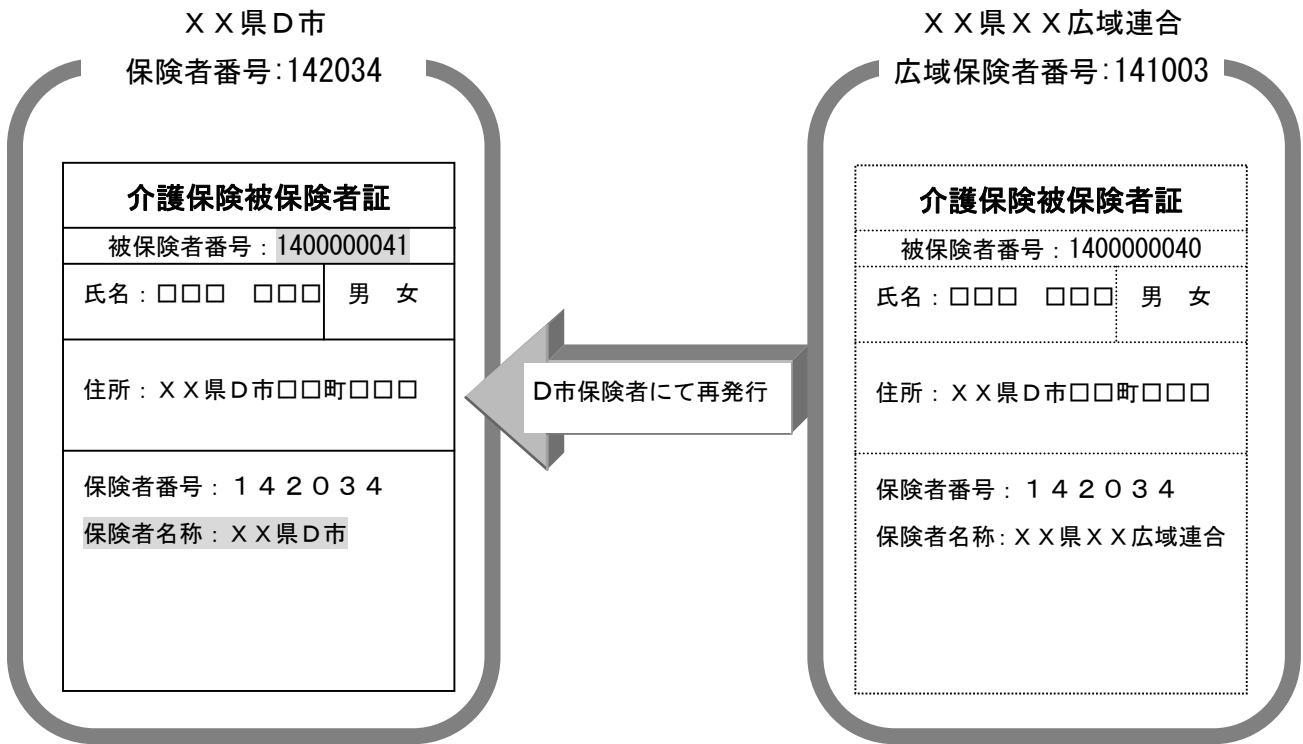 ＸＸ県Ｄ市
保険者番号:142034
介護保険被保険者証
被保険者番号：1400000041
氏名：□□□　□□□　男　女
住所：ＸＸ県Ｄ市□□町□□□
保険者番号：１４２０３４
保険者名称：ＸＸ県Ｄ市
D市保険者にて再発行
ＸＸ県ＸＸ広域連合
広域保険者番号:141003
介護保険被保険者証
被保険者番号：1400000040
氏名：□□□　□□□　男　女
住所：ＸＸ県Ｄ市□□町□□□
保険者番号：１４２０３４
保険者名称：ＸＸ県ＸＸ広域連合